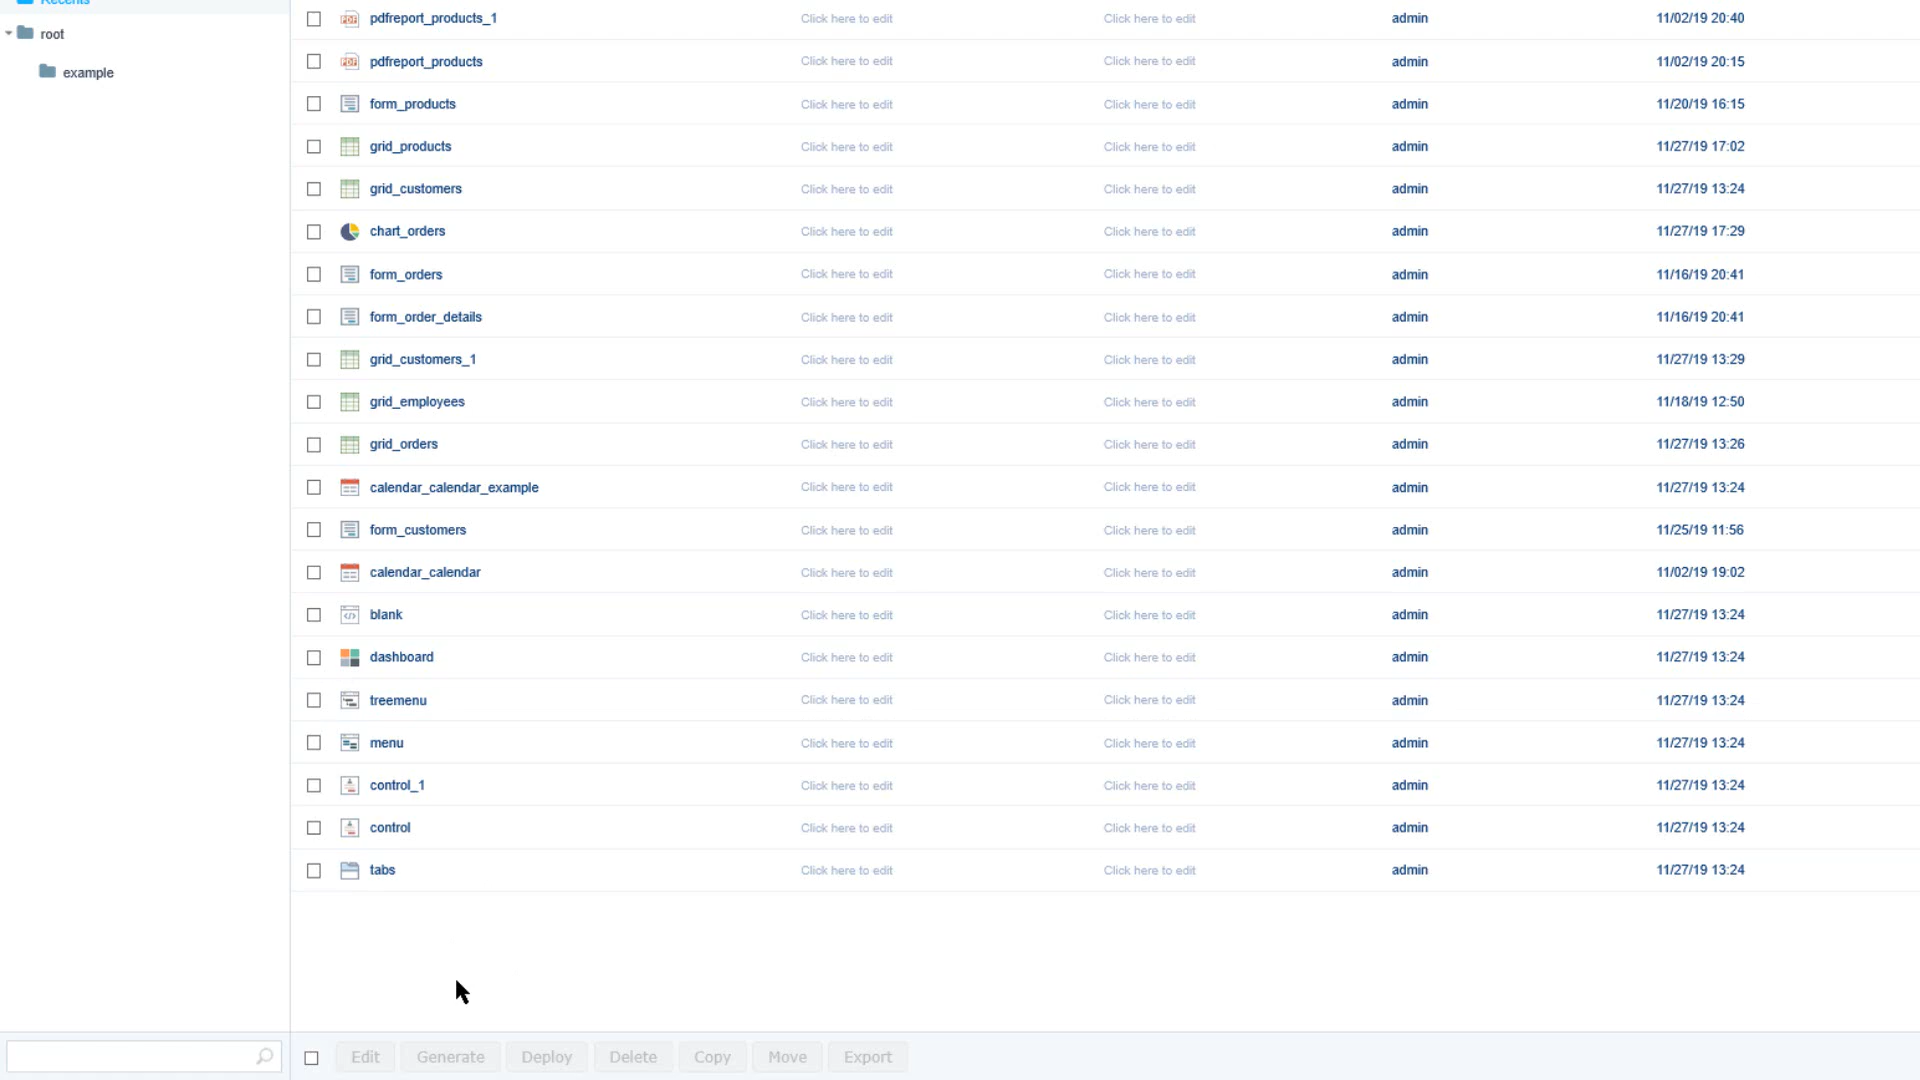 Recents
root
example
pdfreport_products_1 Click here to edit Click here to edit admin 11/02/19 20:40
pdfreport_products Click here to edit Click here to edit admin 11/02/19 20:15
form_products Click here to edit Click here to edit admin 11/20/19 16:15
grid_products Click here to edit Click here to edit admin 11/27/19 17:02
grid_customers Click here to edit Click here to edit admin 11/27/19 13:24
chart_orders Click here to edit Click here to edit admin 11/27/19 17:29
form_orders Click here to edit Click here to edit admin 11/16/19 20:41
form_order_details Click here to edit Click here to edit admin 11/16/19 20:41
grid_customers_1 Click here to edit Click here to edit admin 11/27/19 13:29
grid_employees Click here to edit Click here to edit admin 11/18/19 12:50
grid_orders Click here to edit Click here to edit admin 11/27/19 13:26
calendar_calendar_example Click here to edit Click here to edit admin 11/27/19 13:24
form_customers Click here to edit Click here to edit admin 11/25/19 11:56
calendar_calendar Click here to edit Click here to edit admin 11/02/19 19:02
blank Click here to edit Click here to edit admin 11/27/19 13:24
dashboard Click here to edit Click here to edit admin 11/27/19 13:24
treemenu Click here to edit Click here to edit admin 11/27/19 13:24
menu Click here to edit Click here to edit admin 11/27/19 13:24
control_1 Click here to edit Click here to edit admin 11/27/19 13:24
control Click here to edit Click here to edit admin 11/27/19 13:24
tabs Click here to edit Click here to edit admin 11/27/19 13:24
Edit Generate Deploy Delete Copy Move Export